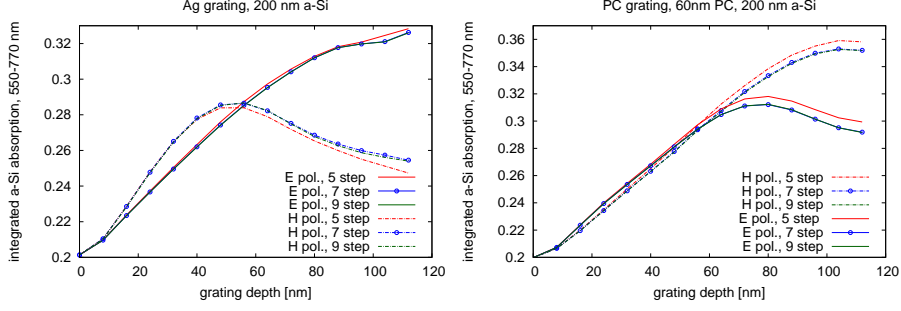 Ag grating, 200 nm a-Si
integrated a-Si absorption, 550-770 nm
0.32
0.3
0.28
0.26
0.24
0.22
0.2
E pol., 5 step
E pol., 7 step
E pol., 9 step
H pol., 5 step
H pol., 7 step
H pol., 9 step
0 20 40 60 80 100 120
grating depth [nm]
PC grating, 60nm PC, 200 nm a-Si
integrated a-Si absorption, 550-770 nm
0.36
0.34
0.32
0.3
0.28
0.26
0.24
0.22
0.2
H pol., 5 step
H pol., 7 step
H pol., 9 step
E pol., 5 step
E pol., 7 step
E pol., 9 step
0 20 40 60 80 100 120
grating depth [nm]